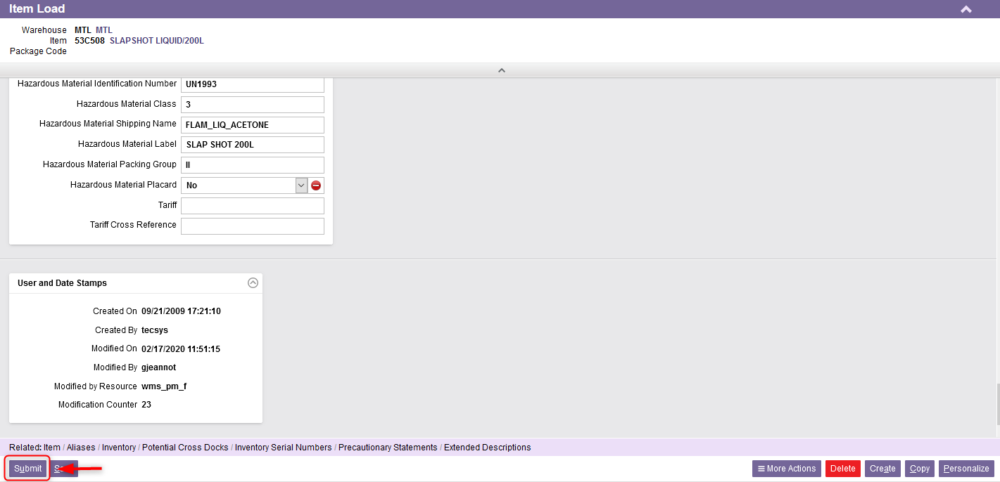 Item Load
Warehouse MTL MTL
Item 53C508 SLAPSHOT LIQUID/200L
Package Code
Hazardous Material Identification Number UN1993
Hazardous Material Class 3
Hazardous Material Shipping Name FLAM_LIQ_ACETONE
Hazardous Material Label SLAP SHOT 200L
Hazardous Material Packing Group II
Hazardous Material Placard No
Tariff
Tariff Cross Reference
User and Date Stamps
Created On 09/21/2009 17:21:10
Created By tecsys
Modified On 02/17/2020 11:51:15
Modified By gjeannot
Modified by Resource wms_pm_f
Modification Counter 23
Related: Item / Aliases / Inventory / Potential Cross Docks / Inventory Serial Numbers / Precautionary Statements / Extended Descriptions
Submit More Actions Delete Create Copy Personalize